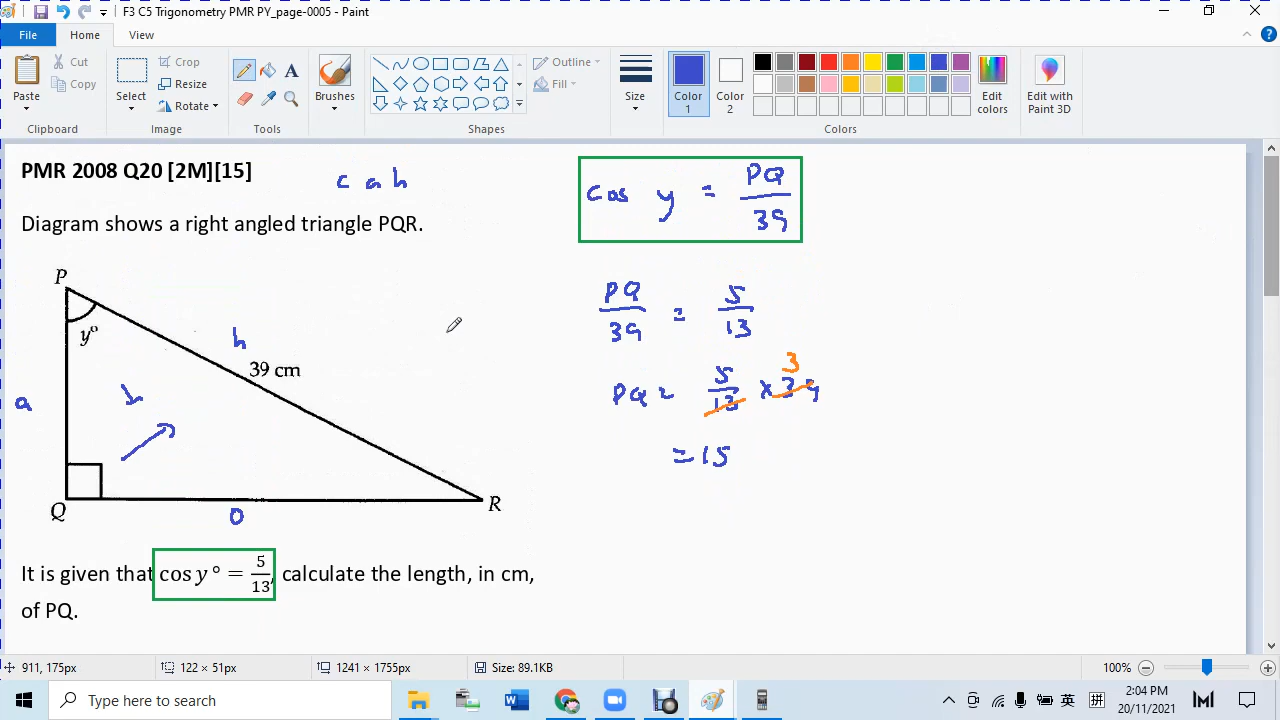 F3 C5 Trigonometry PMR PY_page-0005 - Paint
File Home View
Paste Cut Copy Clipboard
Select Crop Resize Rotate Image
Tools
Brushes
Outline Fill Shapes
Size
Color 1 Color 2
Edit colors
Edit with Paint 3D
Colors
PMR 2008 Q20 [2M][15]
c a h
Diagram shows a right angled triangle PQR.
cos y = PQ/39
P
y°
h
39 cm
a
Q
o
R
PQ/39 = 5/13
PQ = 5/13 × 39
3
= 15
It is given that cos y° = 5/13, calculate the length, in cm,
of PQ.
911, 175px 122 × 51px 1241 × 1755px Size: 89.1KB 100%
Type here to search
英 拼 2:04 PM
20/11/2021